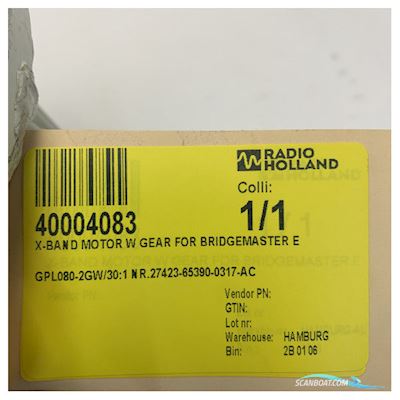 RADIO
HOLLAND
Colli:
1/1
40004083
X-BAND MOTOR W GEAR FOR BRIDGEMASTER E
GPL080-2GW/30:1 NR.27423-65390-0317-AC
Vendor PN:
GTIN:
Lot nr:
Warehouse: HAMBURG
Bin: 2B 01 06
SCANBOAT.COM